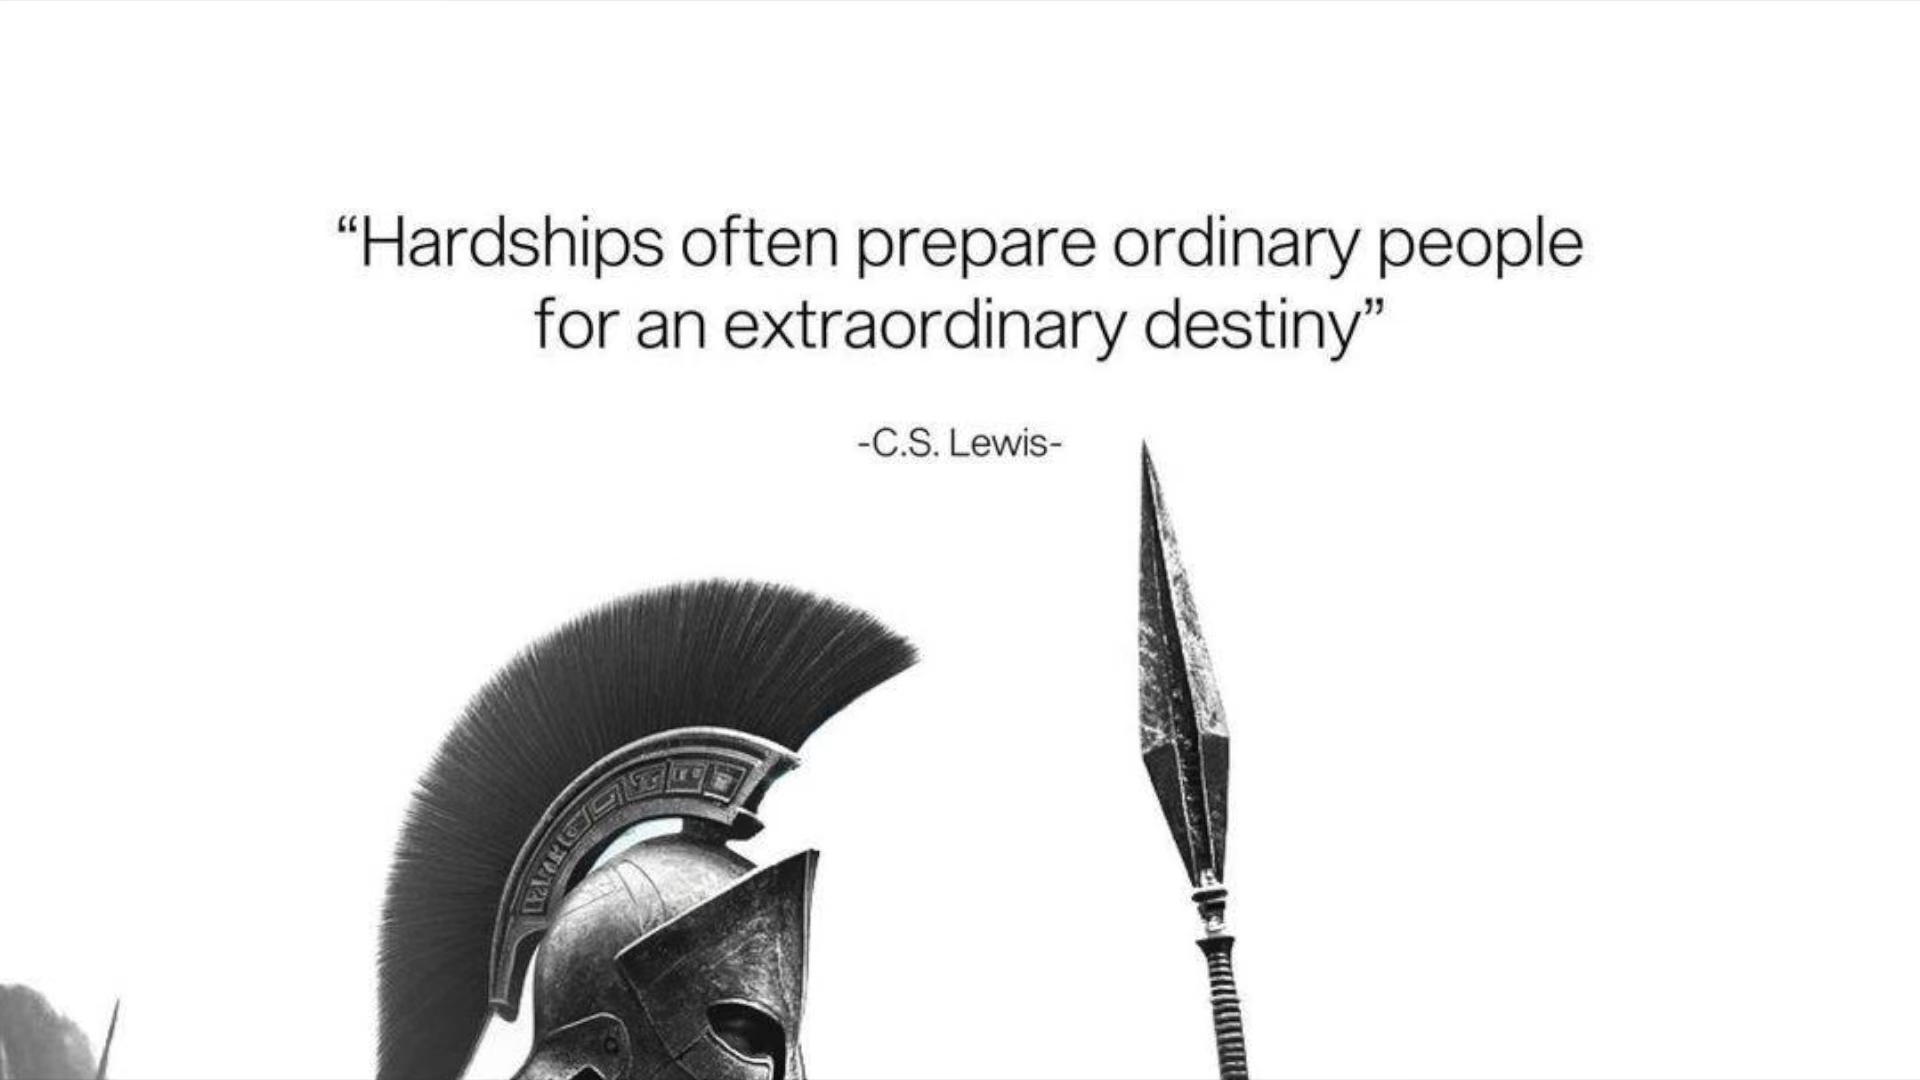 “Hardships often prepare ordinary people
for an extraordinary destiny”
-C.S. Lewis-